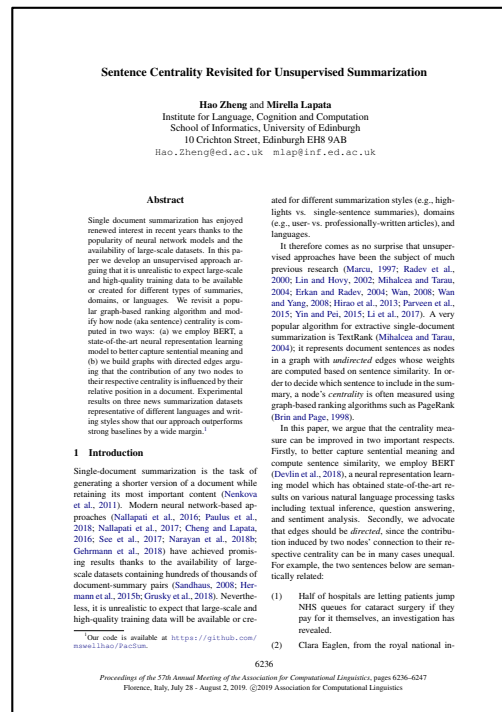 Sentence Centrality Revisited for Unsupervised Summarization
Hao Zheng and Mirella Lapata
Institute for Language, Cognition and Computation
School of Informatics, University of Edinburgh
10 Crichton Street, Edinburgh EH8 9AB
Hao.Zheng@ed.ac.uk mlap@inf.ed.ac.uk
Abstract
Single document summarization has enjoyed
renewed interest in recent years thanks to the
popularity of neural network models and the
availability of large-scale datasets. In this pa-
per we develop an unsupervised approach ar-
guing that it is unrealistic to expect large-scale
and high-quality training data to be available
or created for different types of summaries,
domains, or languages. We revisit a popu-
lar graph-based ranking algorithm and mod-
ify how node (aka sentence) centrality is com-
puted in two ways: (a) we employ BERT, a
state-of-the-art neural representation learning
model to better capture sentential meaning and
(b) we build graphs with directed edges argu-
ing that the contribution of any two nodes to
their respective centrality is influenced by their
relative position in a document. Experimental
results on three news summarization datasets
representative of different languages and writ-
ing styles show that our approach outperforms
strong baselines by a wide margin.1
1 Introduction
Single-document summarization is the task of
generating a shorter version of a document while
retaining its most important content (Nenkova
et al., 2011). Modern neural network-based ap-
proaches (Nallapati et al., 2016; Paulus et al.,
2018; Nallapati et al., 2017; Cheng and Lapata,
2016; See et al., 2017; Narayan et al., 2018b;
Gehrmann et al., 2018) have achieved promis-
ing results thanks to the availability of large-
scale datasets containing hundreds of thousands of
document-summary pairs (Sandhaus, 2008; Her-
mann et al., 2015b; Grusky et al., 2018). Neverthe-
less, it is unrealistic to expect that large-scale and
high-quality training data will be available or cre-
1Our code is available at https://github.com/
mswellhao/PacSum.
ated for different summarization styles (e.g., high-
lights vs. single-sentence summaries), domains
(e.g., user- vs. professionally-written articles), and
languages.
It therefore comes as no surprise that unsuper-
vised approaches have been the subject of much
previous research (Marcu, 1997; Radev et al.,
2000; Lin and Hovy, 2002; Mihalcea and Tarau,
2004; Erkan and Radev, 2004; Wan, 2008; Wan
and Yang, 2008; Hirao et al., 2013; Parveen et al.,
2015; Yin and Pei, 2015; Li et al., 2017). A very
popular algorithm for extractive single-document
summarization is TextRank (Mihalcea and Tarau,
2004); it represents document sentences as nodes
in a graph with undirected edges whose weights
are computed based on sentence similarity. In or-
der to decide which sentence to include in the sum-
mary, a node's centrality is often measured using
graph-based ranking algorithms such as PageRank
(Brin and Page, 1998).
In this paper, we argue that the centrality mea-
sure can be improved in two important respects.
Firstly, to better capture sentential meaning and
compute sentence similarity, we employ BERT
(Devlin et al., 2018), a neural representation learn-
ing model which has obtained state-of-the-art re-
sults on various natural language processing tasks
including textual inference, question answering,
and sentiment analysis. Secondly, we advocate
that edges should be directed, since the contribu-
tion induced by two nodes' connection to their re-
spective centrality can be in many cases unequal.
For example, the two sentences below are seman-
tically related:
(1) Half of hospitals are letting patients jump
NHS queues for cataract surgery if they
pay for it themselves, an investigation has
revealed.
(2) Clara Eaglen, from the royal national in-
6236
Proceedings of the 57th Annual Meeting of the Association for Computational Linguistics, pages 6236–6247
Florence, Italy, July 28 - August 2, 2019. ©2019 Association for Computational Linguistics